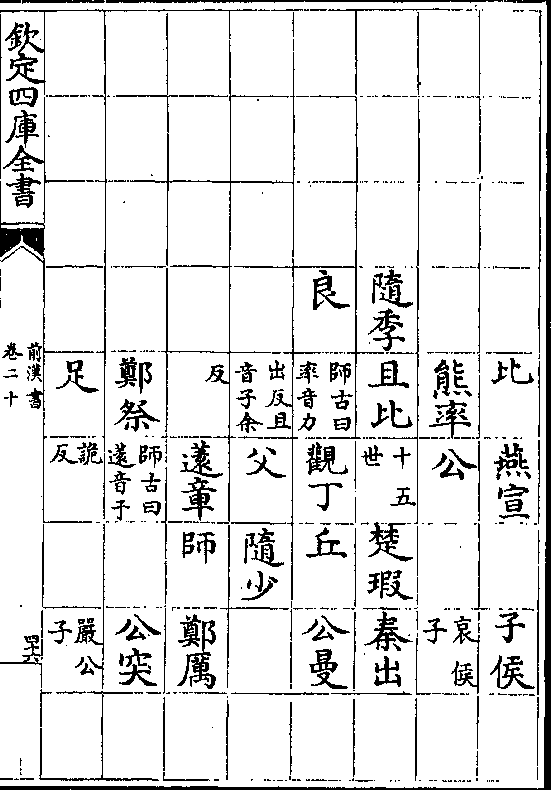 比 燕宣 子侯
熊率 公 哀侯子
隨季 且比 十五世 楚瑕 秦出
良 師古曰率音力 觀丁 丘 公曼
出反且音子余 父 隨少
反 薳章 師 鄭厲
鄭祭 師古曰薳音于 公突
足 詭反 嚴公子
欽定四庫全書
前漢書
卷二十
四十六